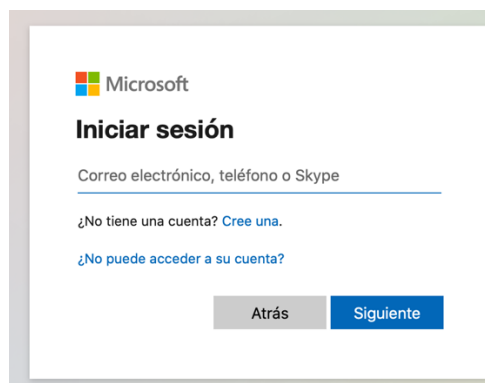 Microsoft
Iniciar sesión
Correo electrónico, teléfono o Skype
¿No tiene una cuenta? Cree una.
¿No puede acceder a su cuenta?
Atrás Siguiente